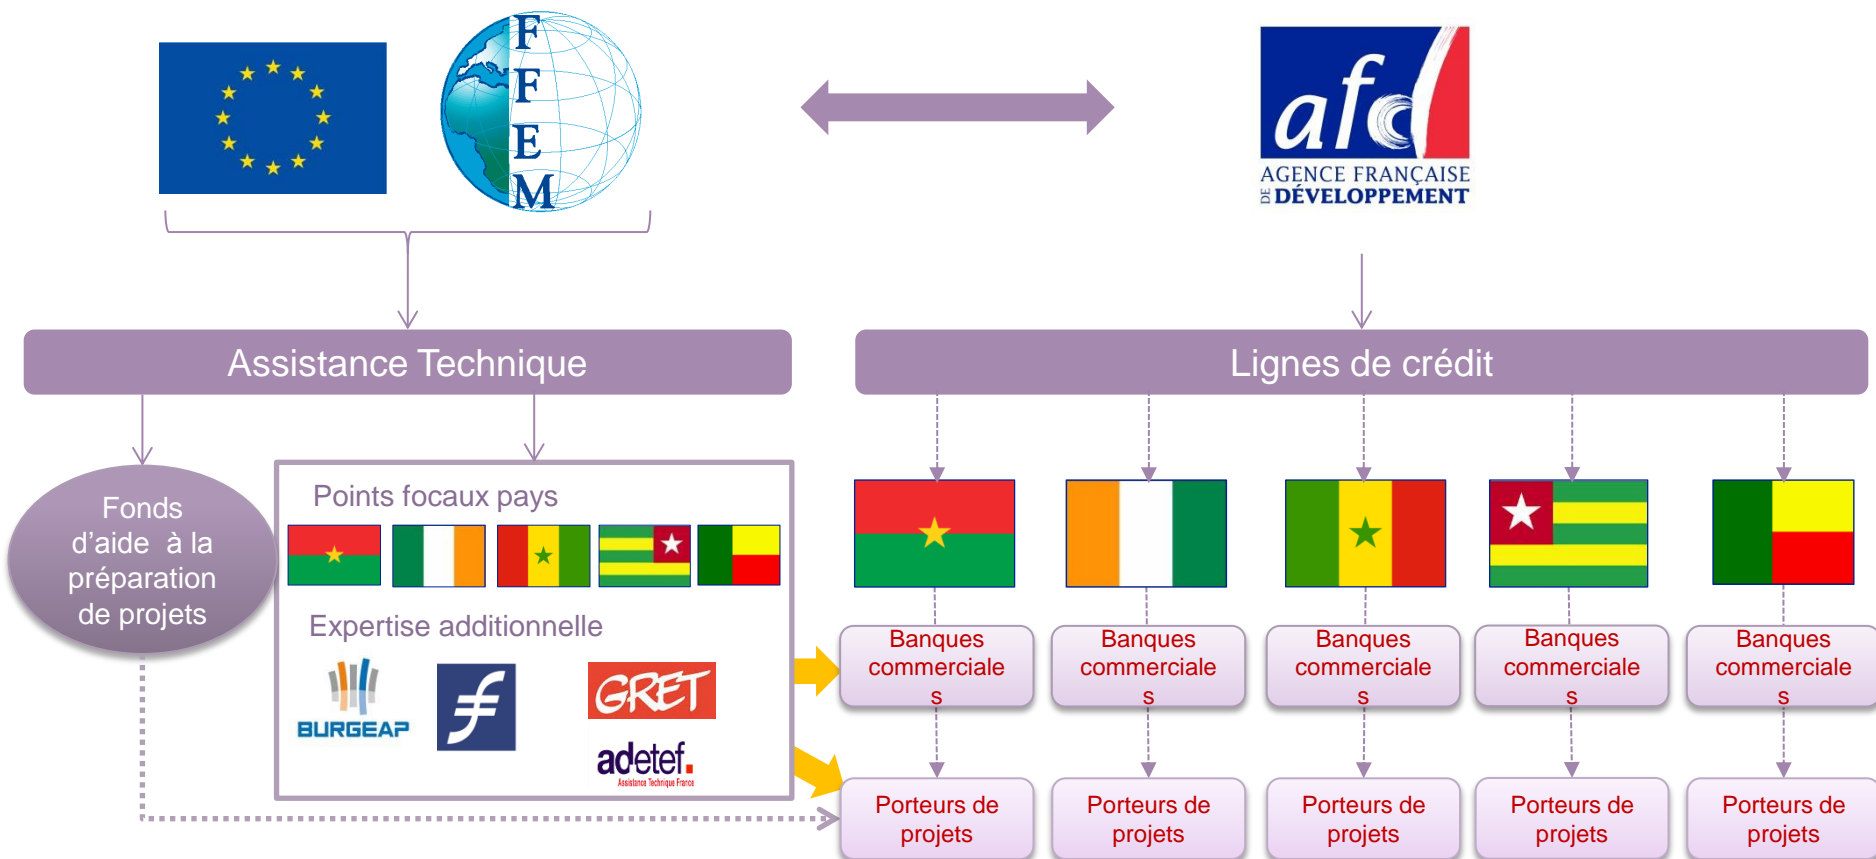 F
F
E
M
afd
AGENCE FRANÇAISE
DE DÉVELOPPEMENT
Assistance Technique
Lignes de crédit
Fonds
d'aide à la
préparation
de projets
Points focaux pays
Expertise additionnelle
BURGEAP
GRET
adetef.
Assistance Technique France
Banques
commerciale
s
Banques
commerciale
s
Banques
commerciale
s
Banques
commerciale
s
Banques
commerciale
s
Porteurs de
projets
Porteurs de
projets
Porteurs de
projets
Porteurs de
projets
Porteurs de
projets